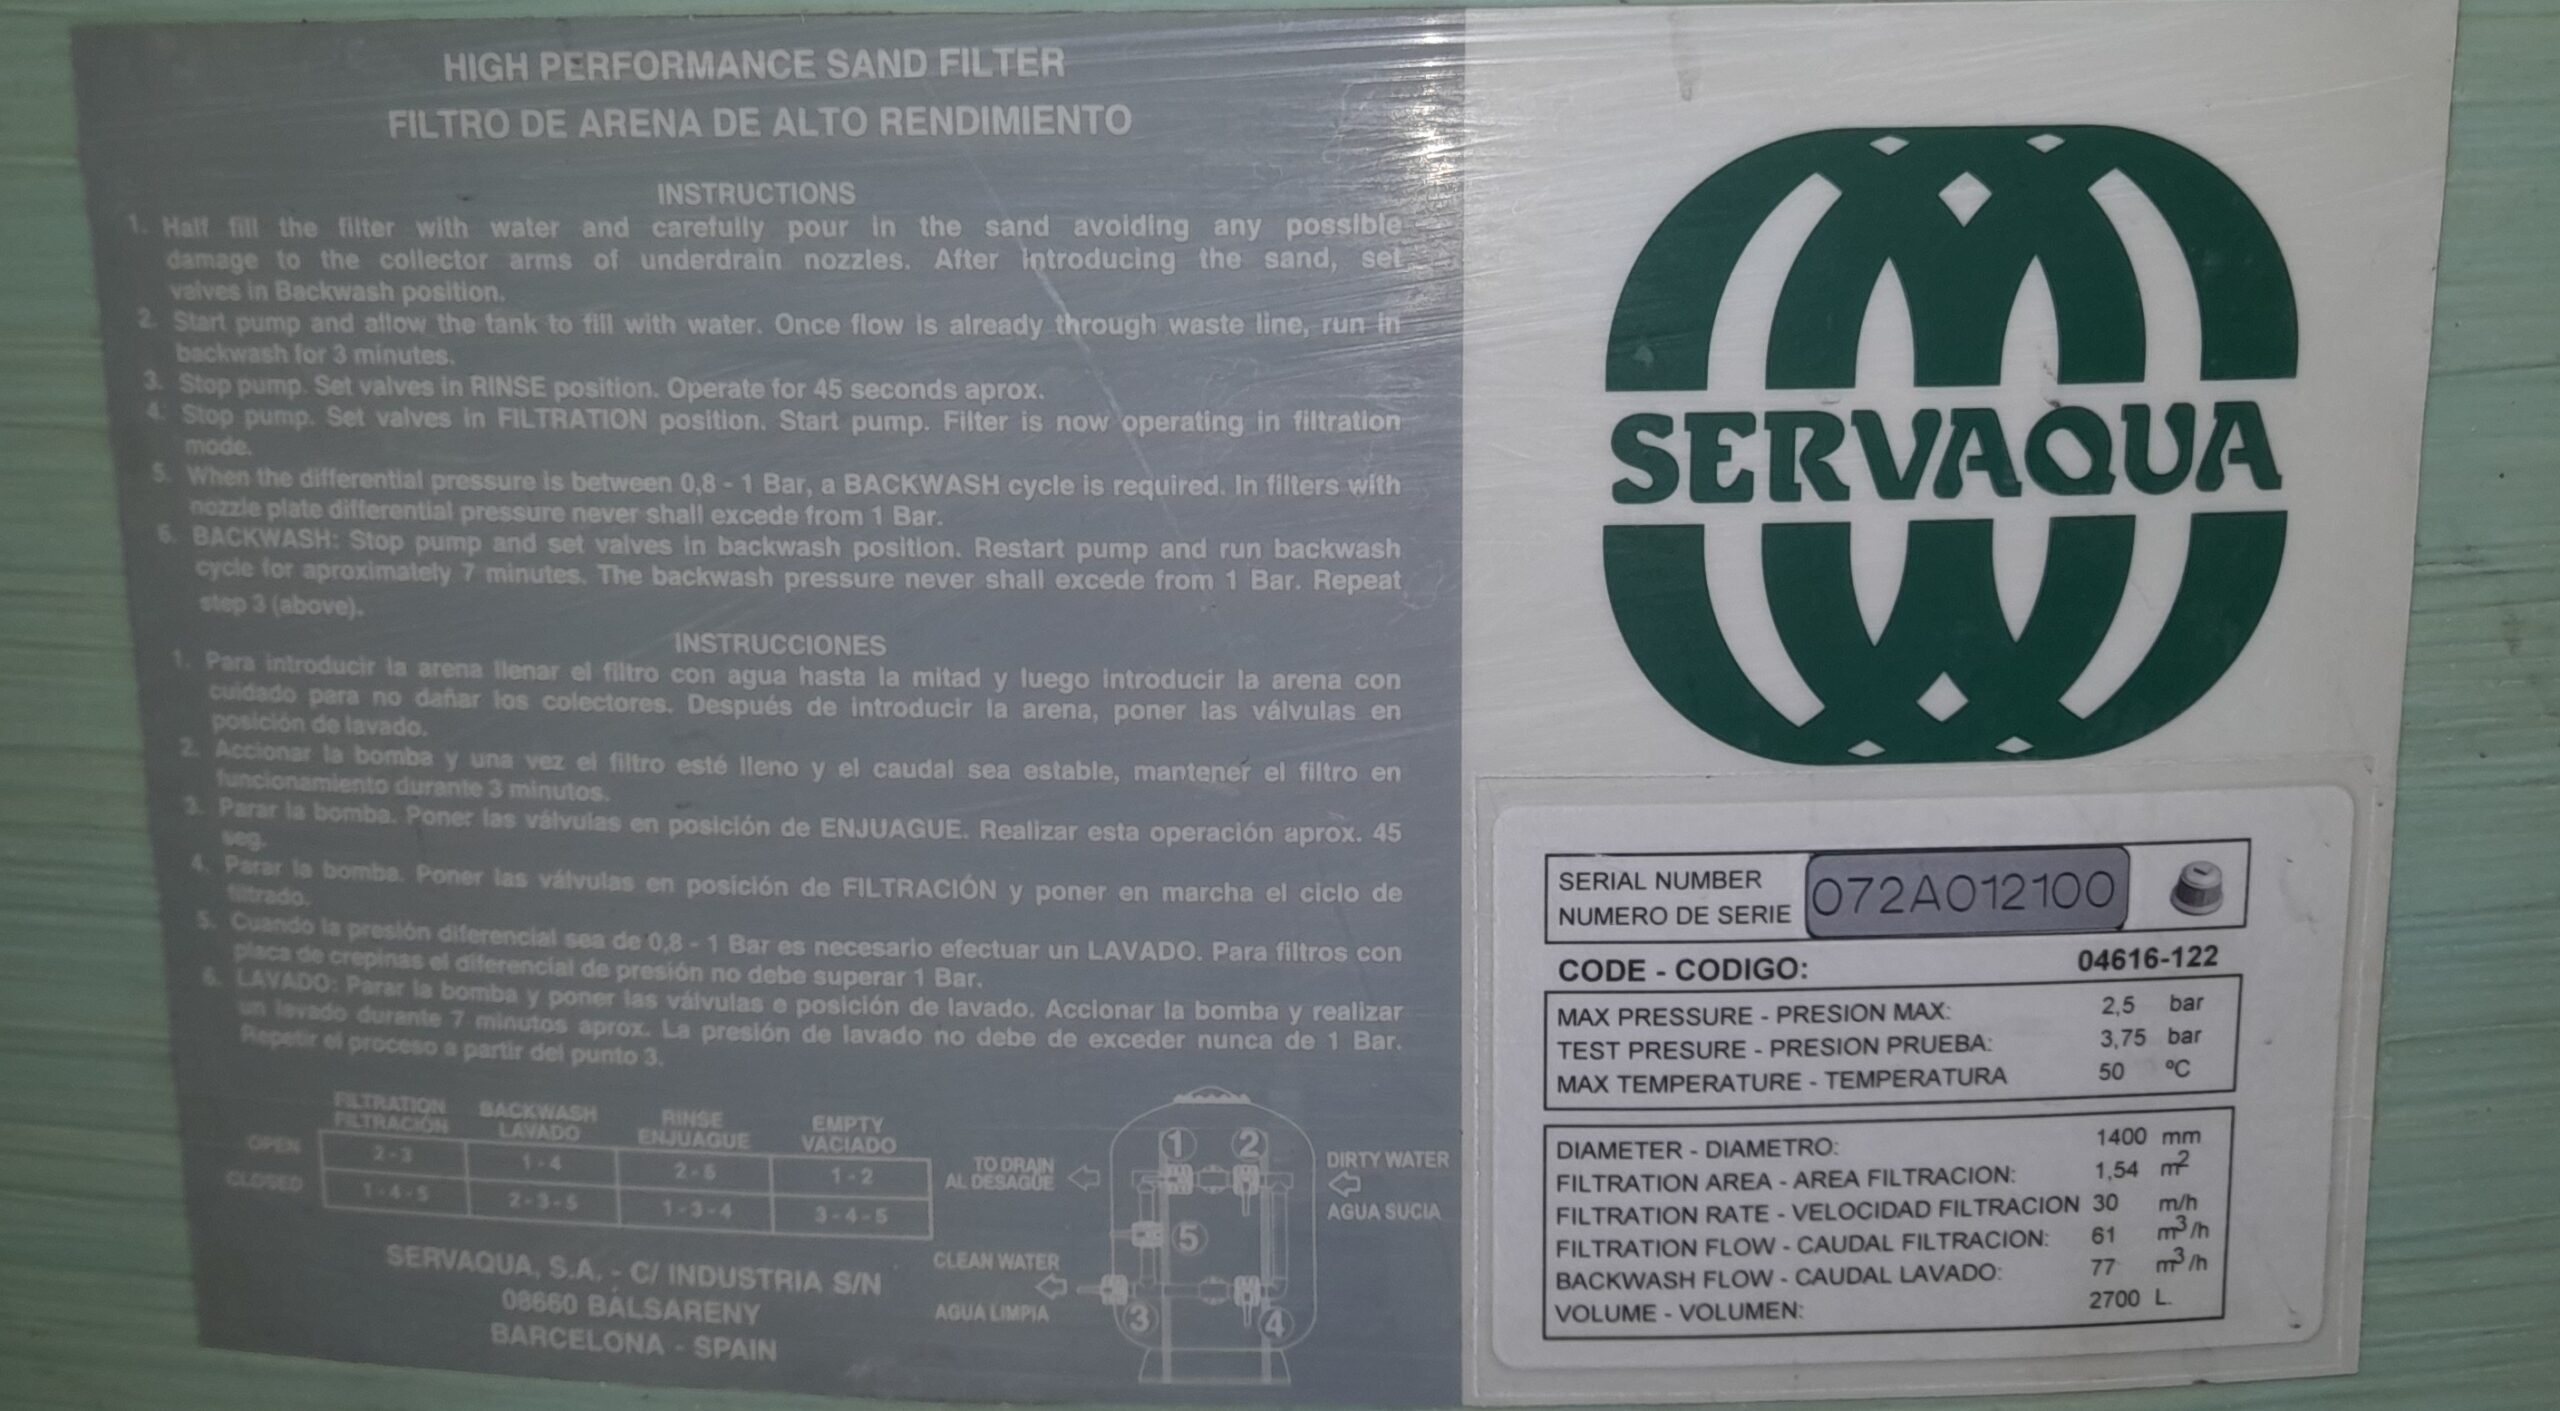 HIGH PERFORMANCE SAND FILTER
FILTRO DE ARENA DE ALTO RENDIMIENTO
INSTRUCTIONS
1. Half fill the filter with water and carefully pour in the sand avoiding any possible
damage to the collector arms of underdrain nozzles. After introducing the sand, set
valves in Backwash position.
2. Start pump and allow the tank to fill with water. Once flow is already through waste line, run in
backwash for 3 minutes.
3. Stop pump. Set valves in RINSE position. Operate for 45 seconds aprox.
4. Stop pump. Set valves in FILTRATION position. Start pump. Filter is now operating in filtration
mode.
5. When the differential pressure is between 0,8 - 1 Bar, a BACKWASH cycle is required. In filters with
nozzle plate differential pressure never shall excede from 1 Bar.
6. BACKWASH: Stop pump and set valves in backwash position. Restart pump and run backwash
cycle for aproximately 7 minutes. The backwash pressure never shall excede from 1 Bar. Repeat
step 3 (above).
INSTRUCCIONES
1. Para introducir la arena llenar el filtro con agua hasta la mitad y luego introducir la arena con
cuidado para no dañar los colectores. Después de introducir la arena, poner las válvulas en
posición de lavado.
2. Accionar la bomba y una vez el filtro esté lleno y el caudal sea estable, mantener el filtro en
funcionamiento durante 3 minutos.
3. Parar la bomba. Poner las válvulas en posición de ENJUAGUE. Realizar esta operación aprox. 45
seg.
4. Parar la bomba. Poner las válvulas en posición de FILTRACIÓN y poner en marcha el ciclo de
filtrado.
5. Cuando la presión diferencial sea de 0,8 - 1 Bar es necesario efectuar un LAVADO. Para filtros con
placa de crepinas el diferencial de presión no debe superar 1 Bar.
6. LAVADO: Parar la bomba y poner las válvulas e posición de lavado. Accionar la bomba y realizar
un lavado durante 7 minutos aprox. La presión de lavado no debe de exceder nunca de 1 Bar.
Repetir el proceso a partir del punto 3.
FILTRATION BACKWASH RINSE EMPTY
FILTRACIÓN LAVADO ENJUAGUE VACIADO
OPEN 2-3 1-4 2-5 1-2
CLOSED 1-4-5 2-3-5 1-3-4 3-4-5
SERVAQUA, S.A. - C/ INDUSTRIA S/N
08660 BALSARENY
BARCELONA - SPAIN
1 2
TO DRAIN
AL DESAGÜE
DIRTY WATER
AGUA SUCIA
5
CLEAN WATER
AGUA LIMPIA
3 4
SERVAQUA
SERIAL NUMBER
NUMERO DE SERIE
072A012100
CODE - CODIGO: 04616-122
MAX PRESSURE - PRESION MAX: 2,5 bar
TEST PRESURE - PRESION PRUEBA: 3,75 bar
MAX TEMPERATURE - TEMPERATURA 50 ºC
DIAMETER - DIAMETRO: 1400 mm
FILTRATION AREA - AREA FILTRACION: 1,54 m2
FILTRATION RATE - VELOCIDAD FILTRACION 30 m/h
FILTRATION FLOW - CAUDAL FILTRACION: 61 m3/h
BACKWASH FLOW - CAUDAL LAVADO: 77 m3/h
VOLUME - VOLUMEN: 2700 L.